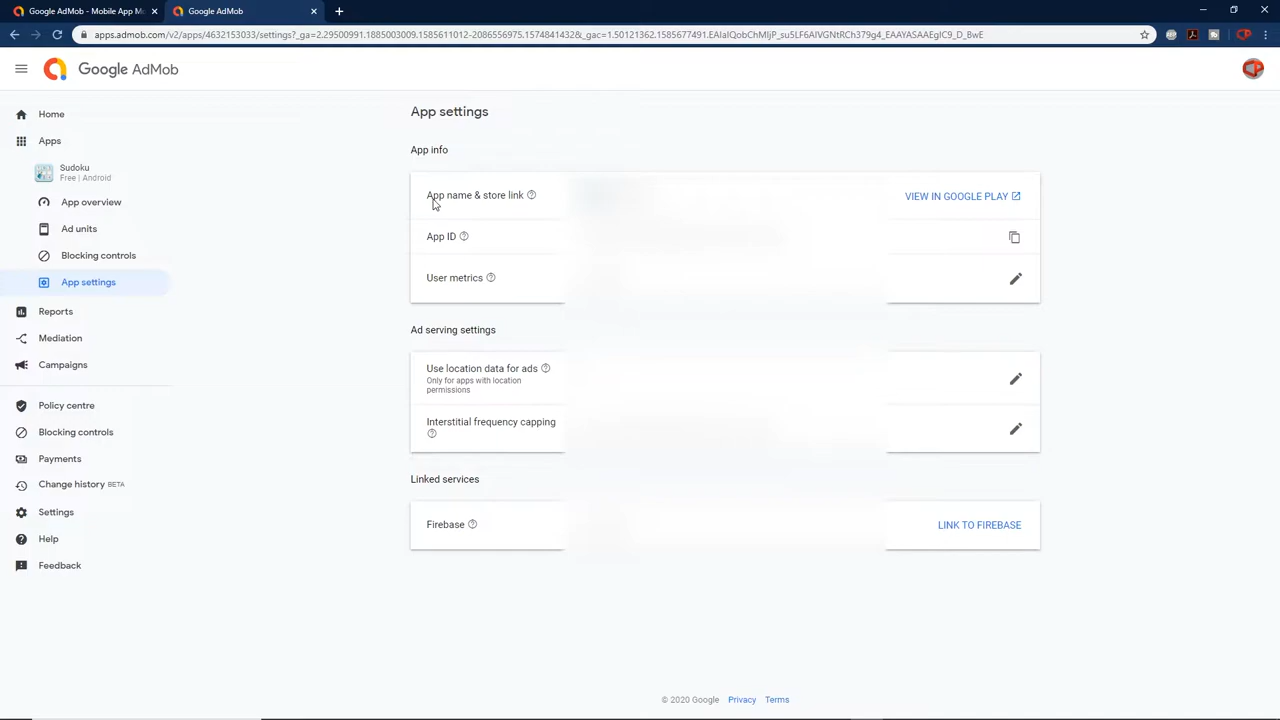 Google AdMob - Mobile App M
Google AdMob
apps.admob.com/v2/apps/4632153033/settings?_ga=2.29500991.1885003009.1585611012-2086556975.1574841432&_gac=1.50121362.1585677491.EAIaIQobChMIjP_su5LF6AIVGNtRCh379g4_EAAYASAAEgIC9_D_BwE
Google AdMob
App settings
Home
Apps
Sudoku
Free | Android
App overview
Ad units
Blocking controls
App settings
Reports
Mediation
Campaigns
Policy centre
Blocking controls
Payments
Change history BETA
Settings
Help
Feedback
App info
App name & store link
VIEW IN GOOGLE PLAY
App ID
User metrics
Ad serving settings
Use location data for ads
Only for apps with location
permissions
Interstitial frequency capping
Linked services
Firebase
LINK TO FIREBASE
© 2020 Google Privacy Terms